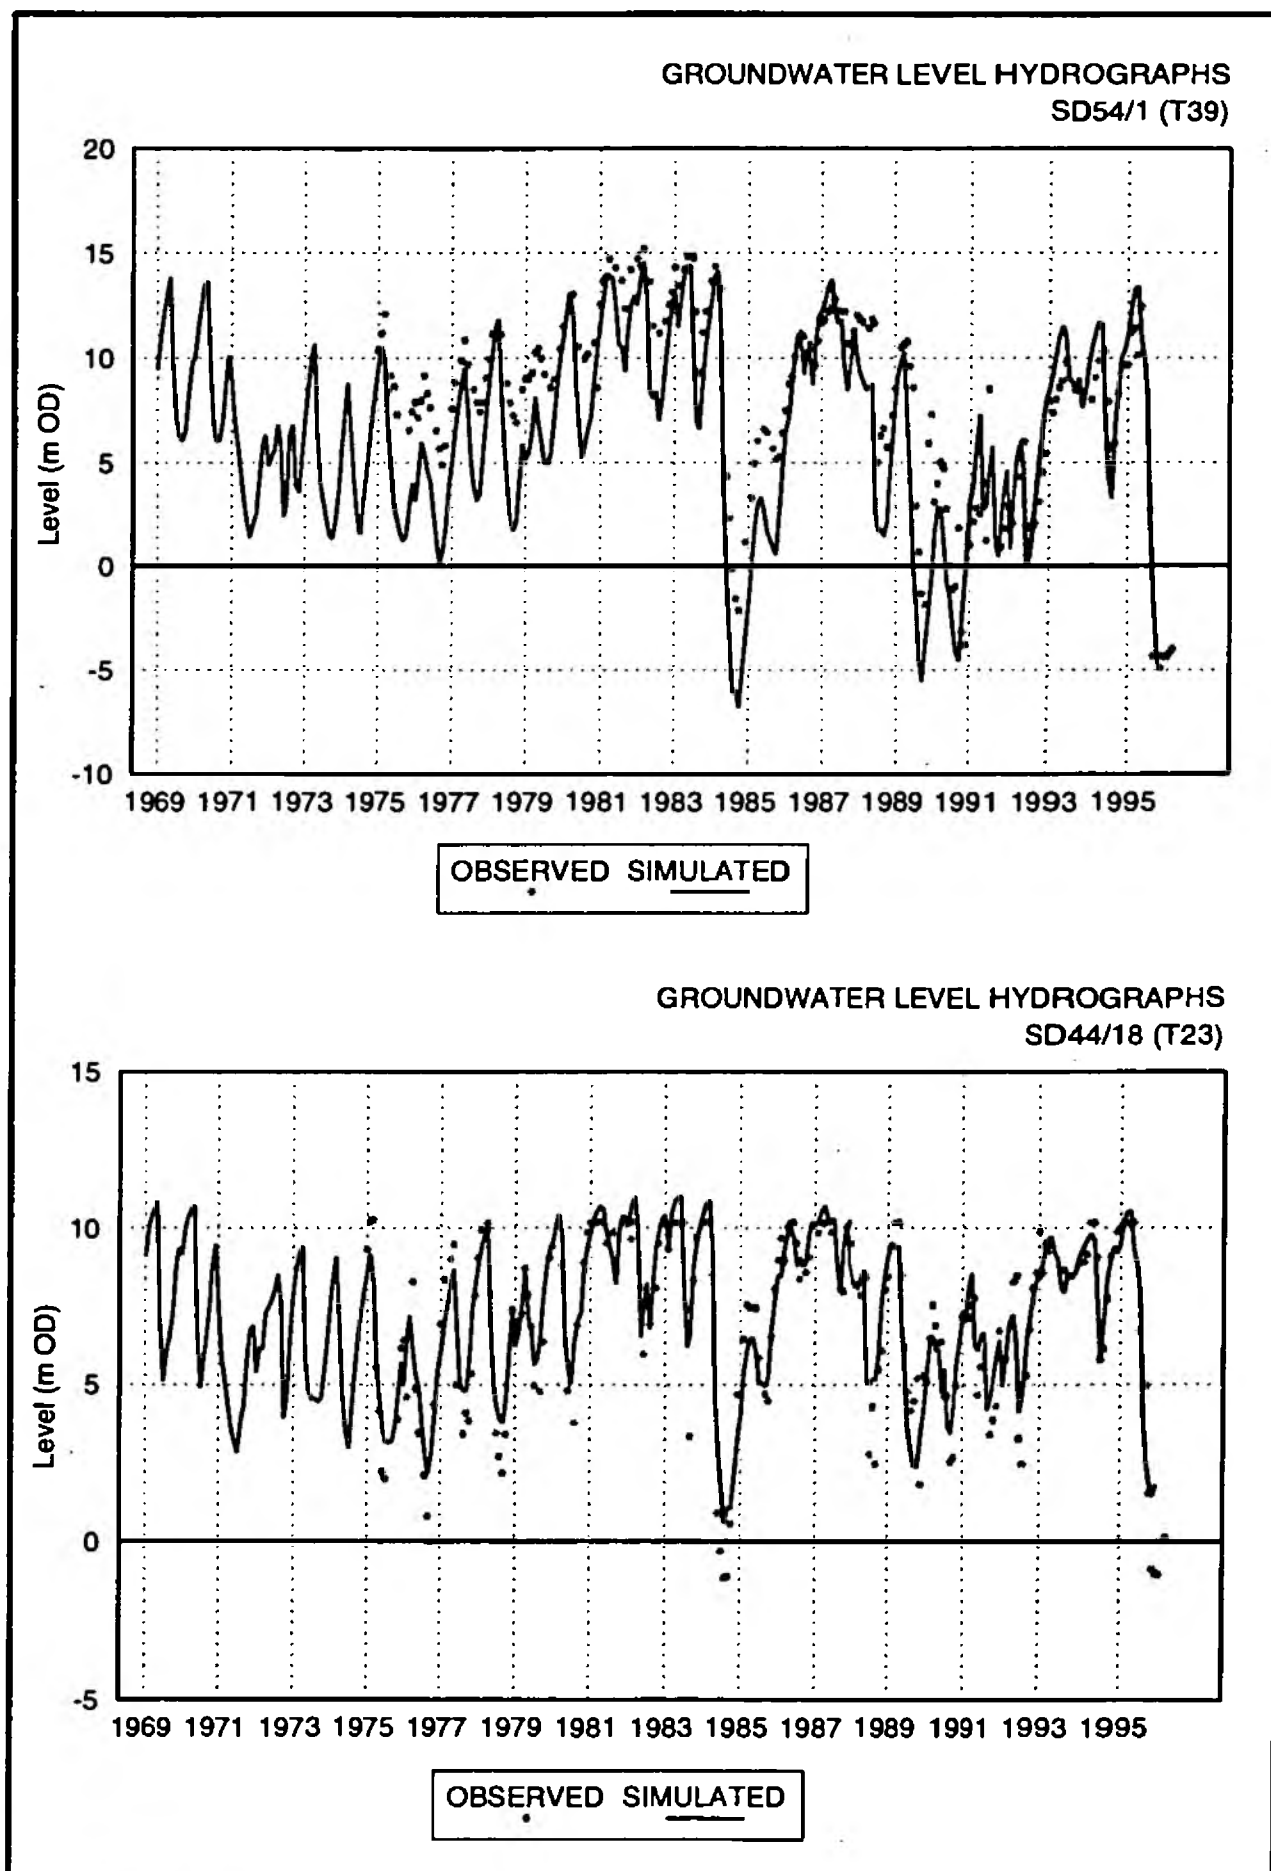 GROUNDWATER LEVEL HYDROGRAPHS
SD54/1 (T39)
Level (m OD)
20
15
10
5
0
-5
-10
1969 1971 1973 1975 1977 1979 1981 1983 1985 1987 1989 1991 1993 1995
OBSERVED SIMULATED
GROUNDWATER LEVEL HYDROGRAPHS
SD44/18 (T23)
Level (m OD)
15
10
5
0
-5
1969 1971 1973 1975 1977 1979 1981 1983 1985 1987 1989 1991 1993 1995
OBSERVED SIMULATED